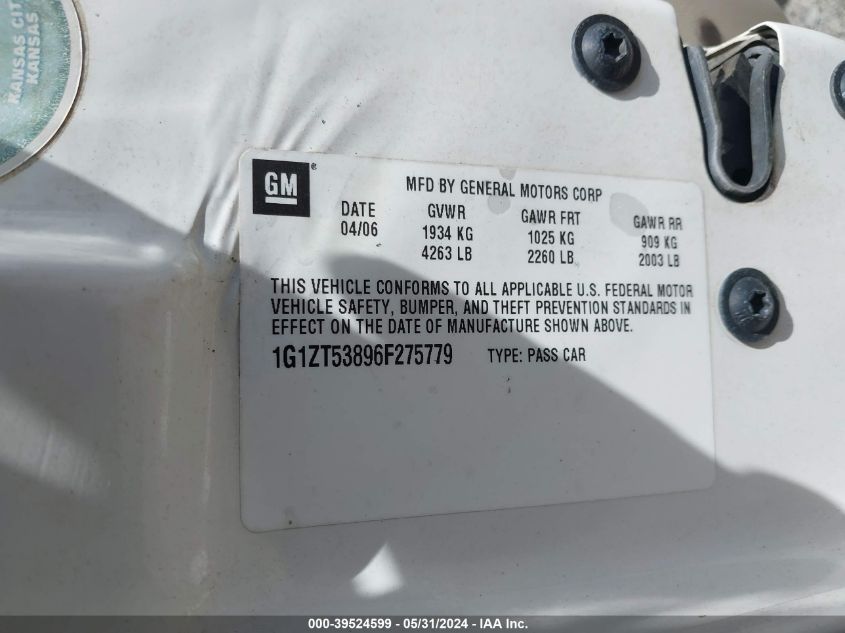 KANSAS CITY
KANSAS
GM®
MFD BY GENERAL MOTORS CORP
DATE GVWR GAWR FRT GAWR RR
04/06 1934 KG 1025 KG 909 KG
4263 LB 2260 LB 2003 LB
THIS VEHICLE CONFORMS TO ALL APPLICABLE U.S. FEDERAL MOTOR
VEHICLE SAFETY, BUMPER, AND THEFT PREVENTION STANDARDS IN
EFFECT ON THE DATE OF MANUFACTURE SHOWN ABOVE.
1G1ZT53896F275779 TYPE: PASS CAR
000-39524599 - 05/31/2024 - IAA Inc.